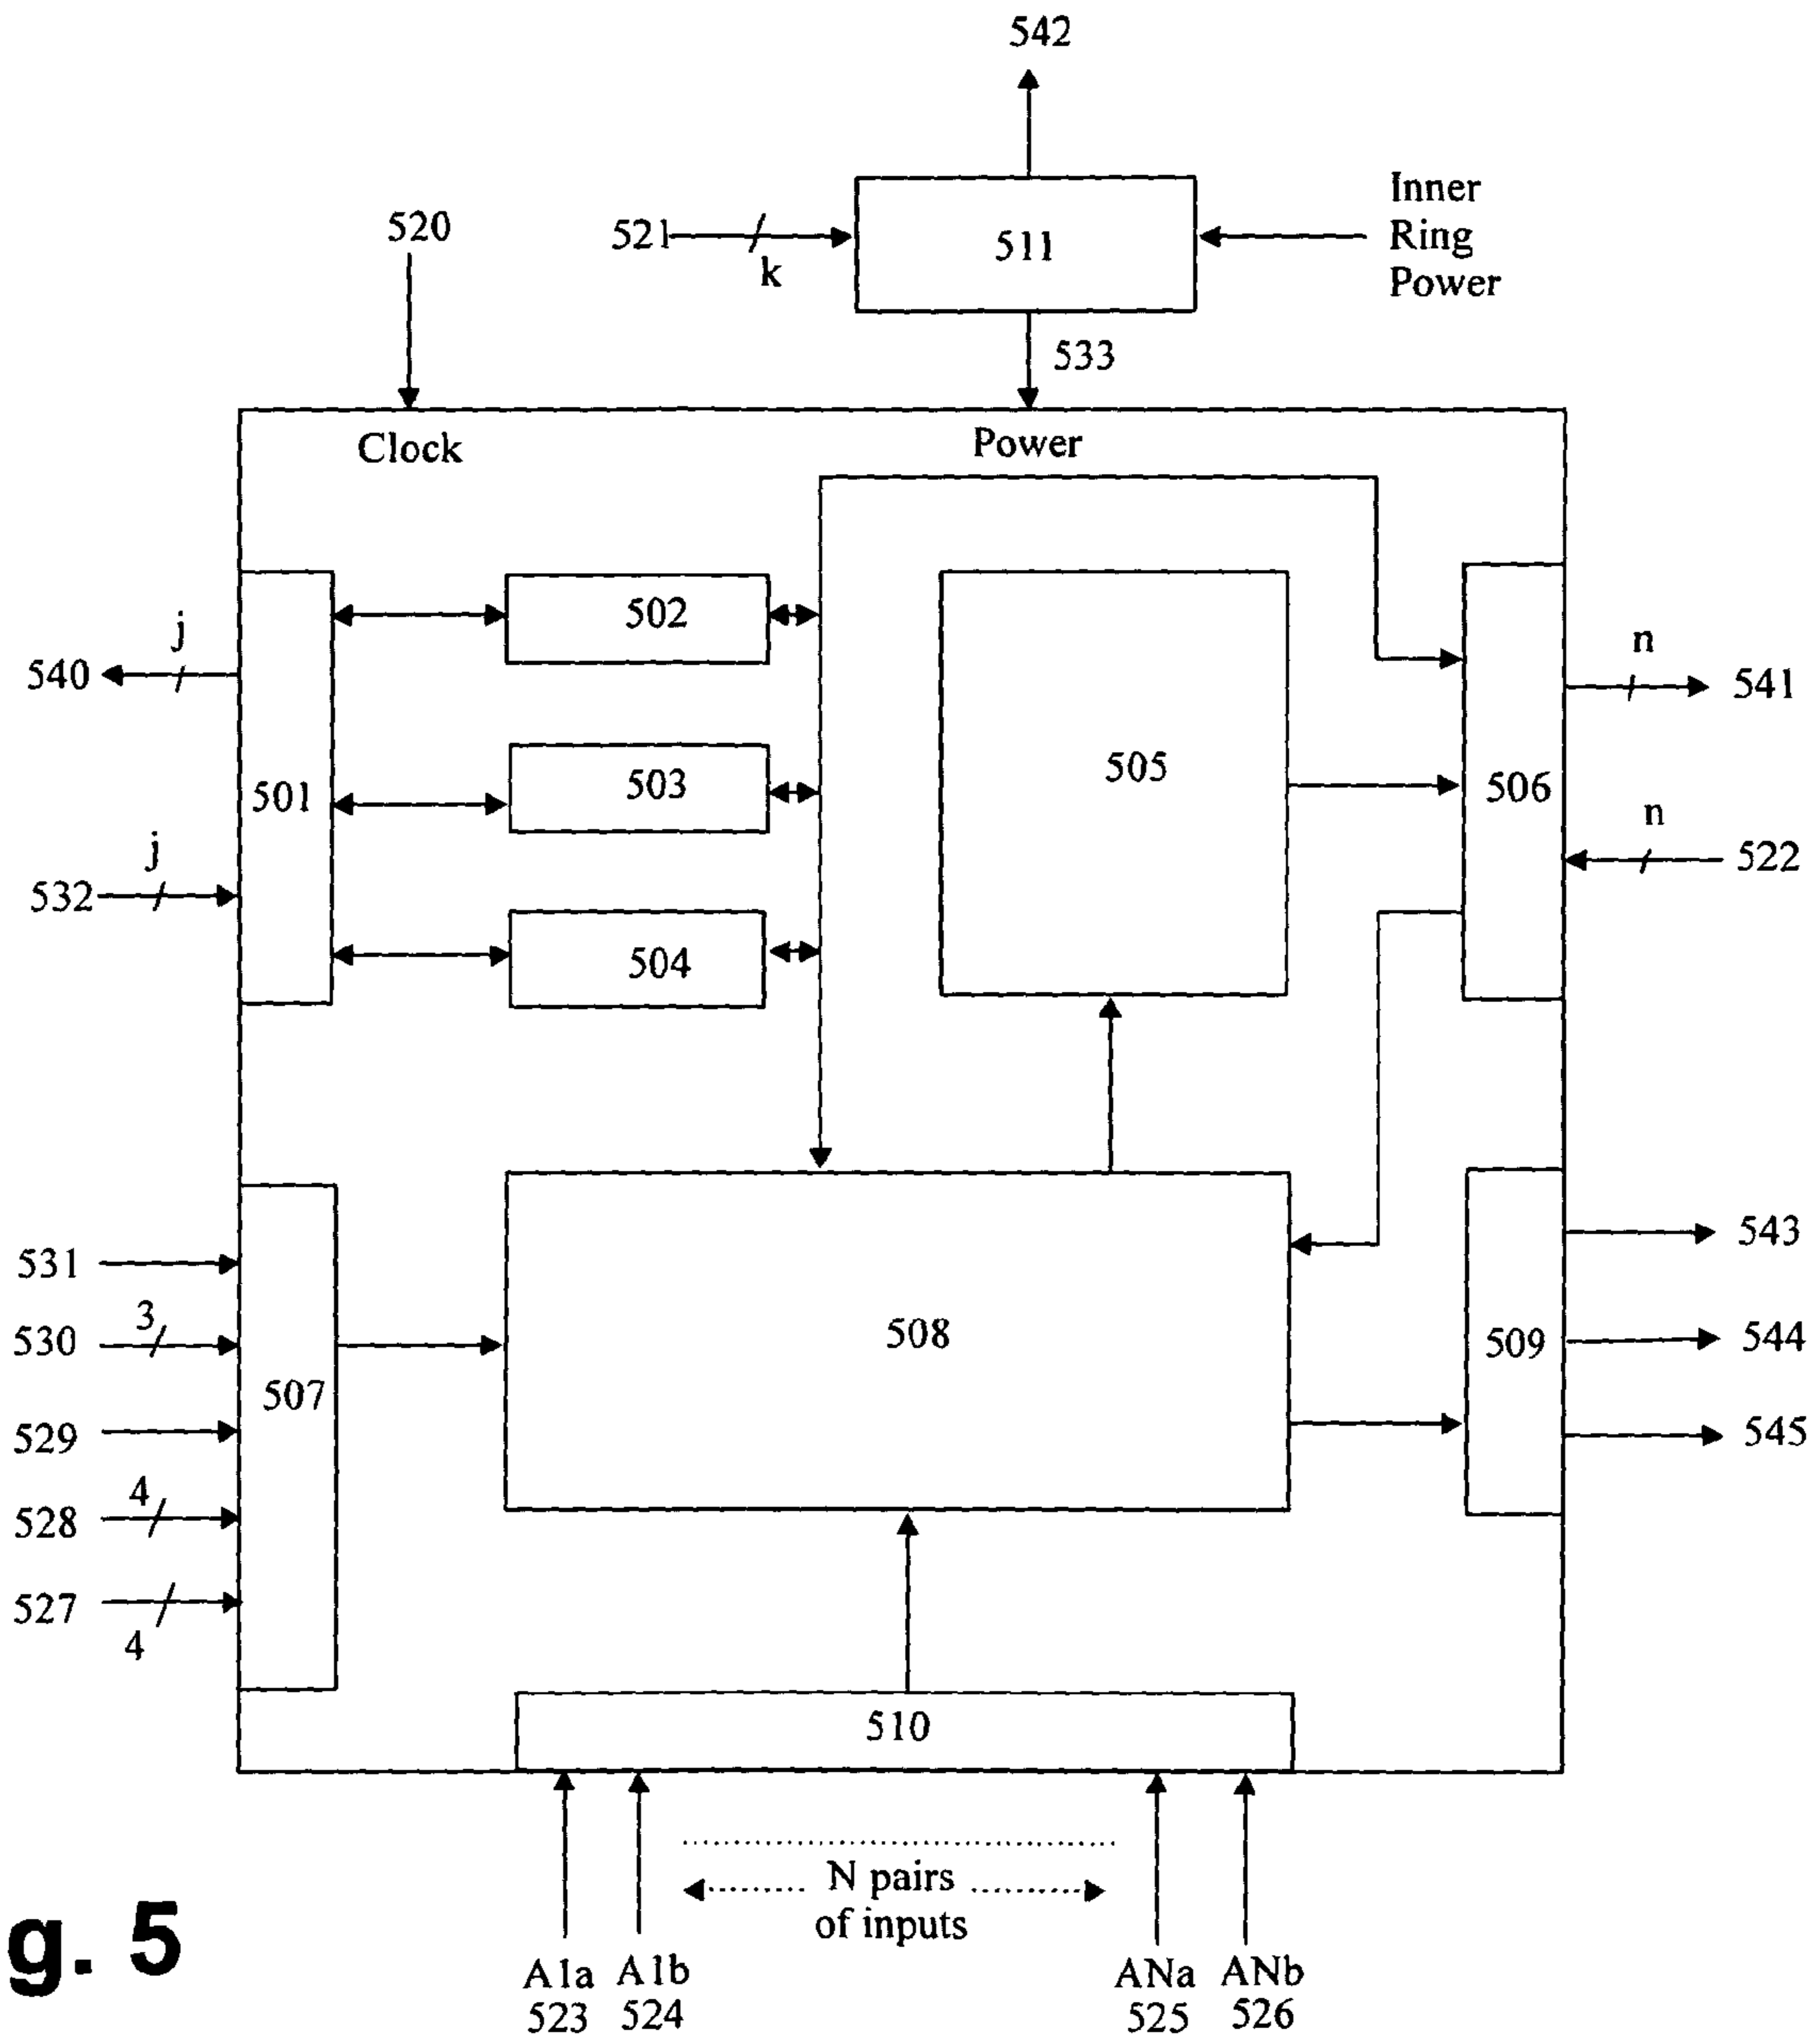 542
Inner
520
521
511
Ring
k
Power
533
Clock
Power
502
j
n
540
541
501
503
505
506
j
n
532
522
504
531
543
3
530
508
509
544
507
529
545
4
528
527
4
510
N pairs
of inputs
g. 5
A1a A1b
ANa ANb
523 524
525 526